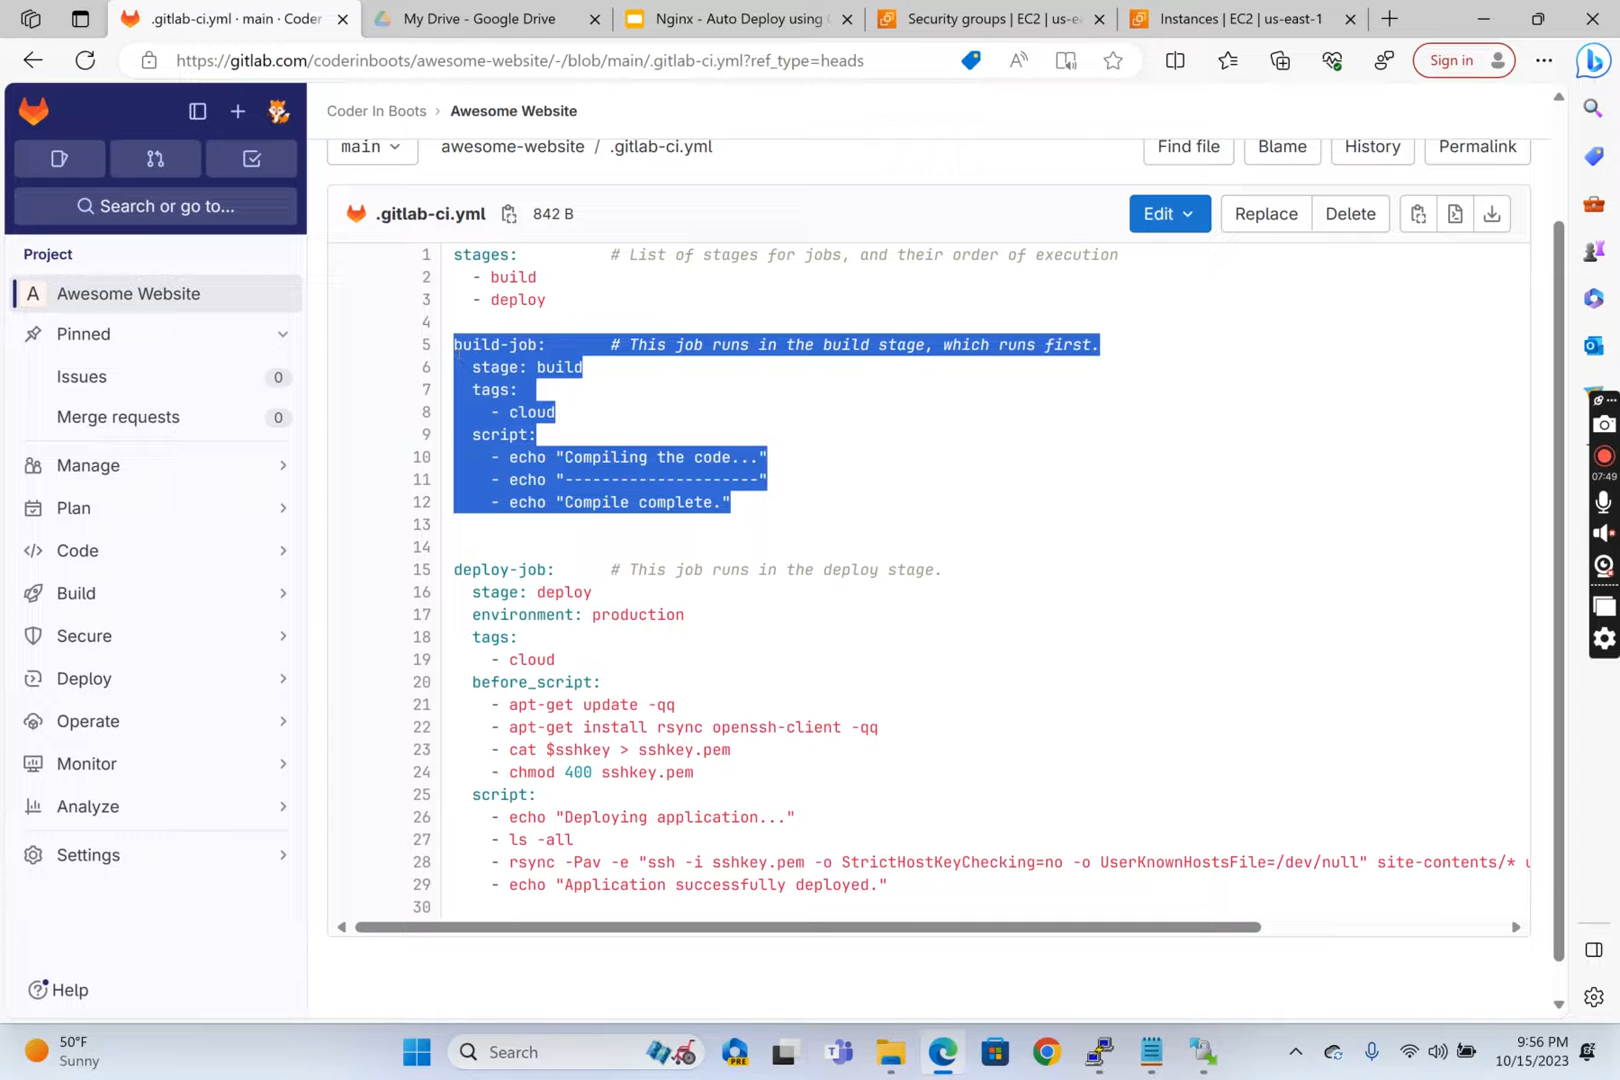 .gitlab-ci.yml · main · Coder
My Drive - Google Drive
Nginx - Auto Deploy using
Security groups | EC2 | us-ea
Instances | EC2 | us-east-1
https://gitlab.com/coderinboots/awesome-website/-/blob/main/.gitlab-ci.yml?ref_type=heads
Sign in
Coder In Boots › Awesome Website
main
awesome-website / .gitlab-ci.yml
Find file
Blame
History
Permalink
Search or go to...
Project
A Awesome Website
Pinned
Issues 0
Merge requests 0
Manage
Plan
Code
Build
Secure
Deploy
Operate
Monitor
Analyze
Settings
Help
.gitlab-ci.yml 842 B
Edit
Replace
Delete
1 stages: # List of stages for jobs, and their order of execution
2 - build
3 - deploy
4
5 build-job: # This job runs in the build stage, which runs first.
6 stage: build
7 tags:
8 - cloud
9 script:
10 - echo "Compiling the code..."
11 - echo "---------------------"
12 - echo "Compile complete."
13
14
15 deploy-job: # This job runs in the deploy stage.
16 stage: deploy
17 environment: production
18 tags:
19 - cloud
20 before_script:
21 - apt-get update -qq
22 - apt-get install rsync openssh-client -qq
23 - cat $sshkey > sshkey.pem
24 - chmod 400 sshkey.pem
25 script:
26 - echo "Deploying application..."
27 - ls -all
28 - rsync -Pav -e "ssh -i sshkey.pem -o StrictHostKeyChecking=no -o UserKnownHostsFile=/dev/null" site-contents/* u
29 - echo "Application successfully deployed."
30
07:49
50°F
Sunny
Search
PRE
9:56 PM
10/15/2023